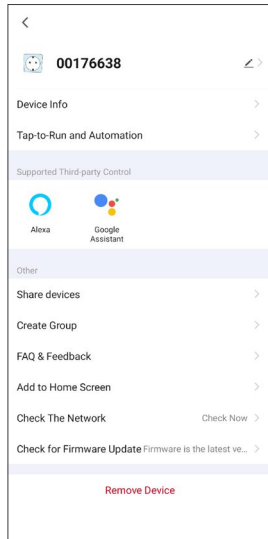 00176638
Device Info
Tap-to-Run and Automation
Supported Third-party Control
Alexa
Google
Assistant
Other
Share devices
Create Group
FAQ & Feedback
Add to Home Screen
Check The Network Check Now
Check for Firmware Update Firmware is the latest ve...
Remove Device